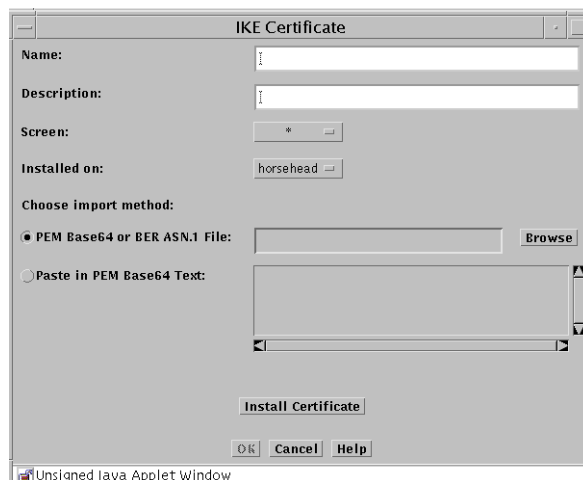 IKE Certificate
Name:
Description:
Screen: *
Installed on: horsehead
Choose import method:
PEM Base64 or BER ASN.1 File: Browse
Paste in PEM Base64 Text:
Install Certificate
OK Cancel Help
Unsigned Java Applet Window